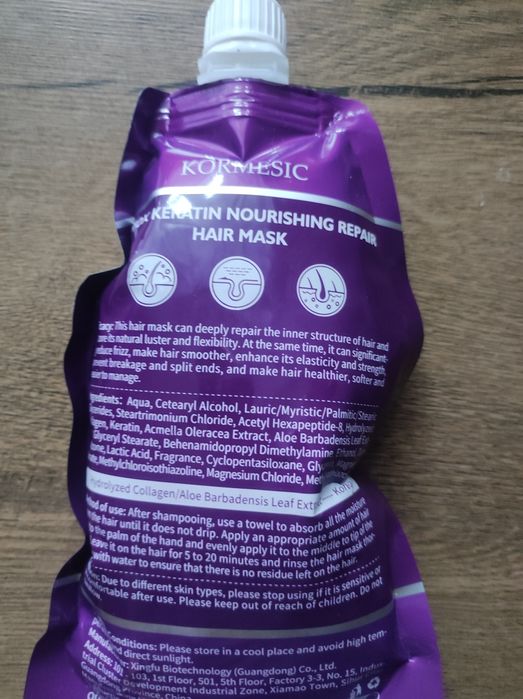 KÖRMESIC
KERATIN NOURISHING REPAIR
HAIR MASK
This hair mask can deeply repair the inner structure of hair and
its natural luster and flexibility. At the same time, it can significant-
frizz, make hair smoother, enhance its elasticity and strength,
breakage and split ends, and make hair healthier, softer and
to manage.
Aqua, Cetearyl Alcohol, Lauric/Myristic/Palmitic/Stearic
Steartrimonium Chloride, Acetyl Hexapeptide-8, Hydrolyzed
Keratin, Acmella Oleracea Extract, Aloe Barbadensis Leaf
Glyceryl Stearate, Behenamidopropyl Dimethylamine, Ethanol,
Lactic Acid, Fragrance, Cyclopentasiloxane,
Methylchloroisothiazoline, Magnesium Chloride,
Hydrolyzed Collagen/Aloe Barbadensis Leaf
of use: After shampooing, use a towel to absorb all the moisture
the hair until it does not drip. Apply an appropriate amount of hair
to the palm of the hand and evenly apply it to the middle to tip of the
Leave it on the hair for 5 to 20 minutes and rinse the hair mask thor-
with water to ensure that there is no residue left on the hair.
Due to different skin types, please stop using if it is sensitive or
after use. Please keep out of reach of children. Do not
Conditions: Please store in a cool place and avoid high tem-
and direct sunlight.
Xingfu Biotechnology (Guangdong) Co., Ltd.
103, 1st Floor, 501, 5th Floor, Factory 3-3, No. 15,
trial Cluster Development Industrial Zone, Xiamao Town,
Province, China